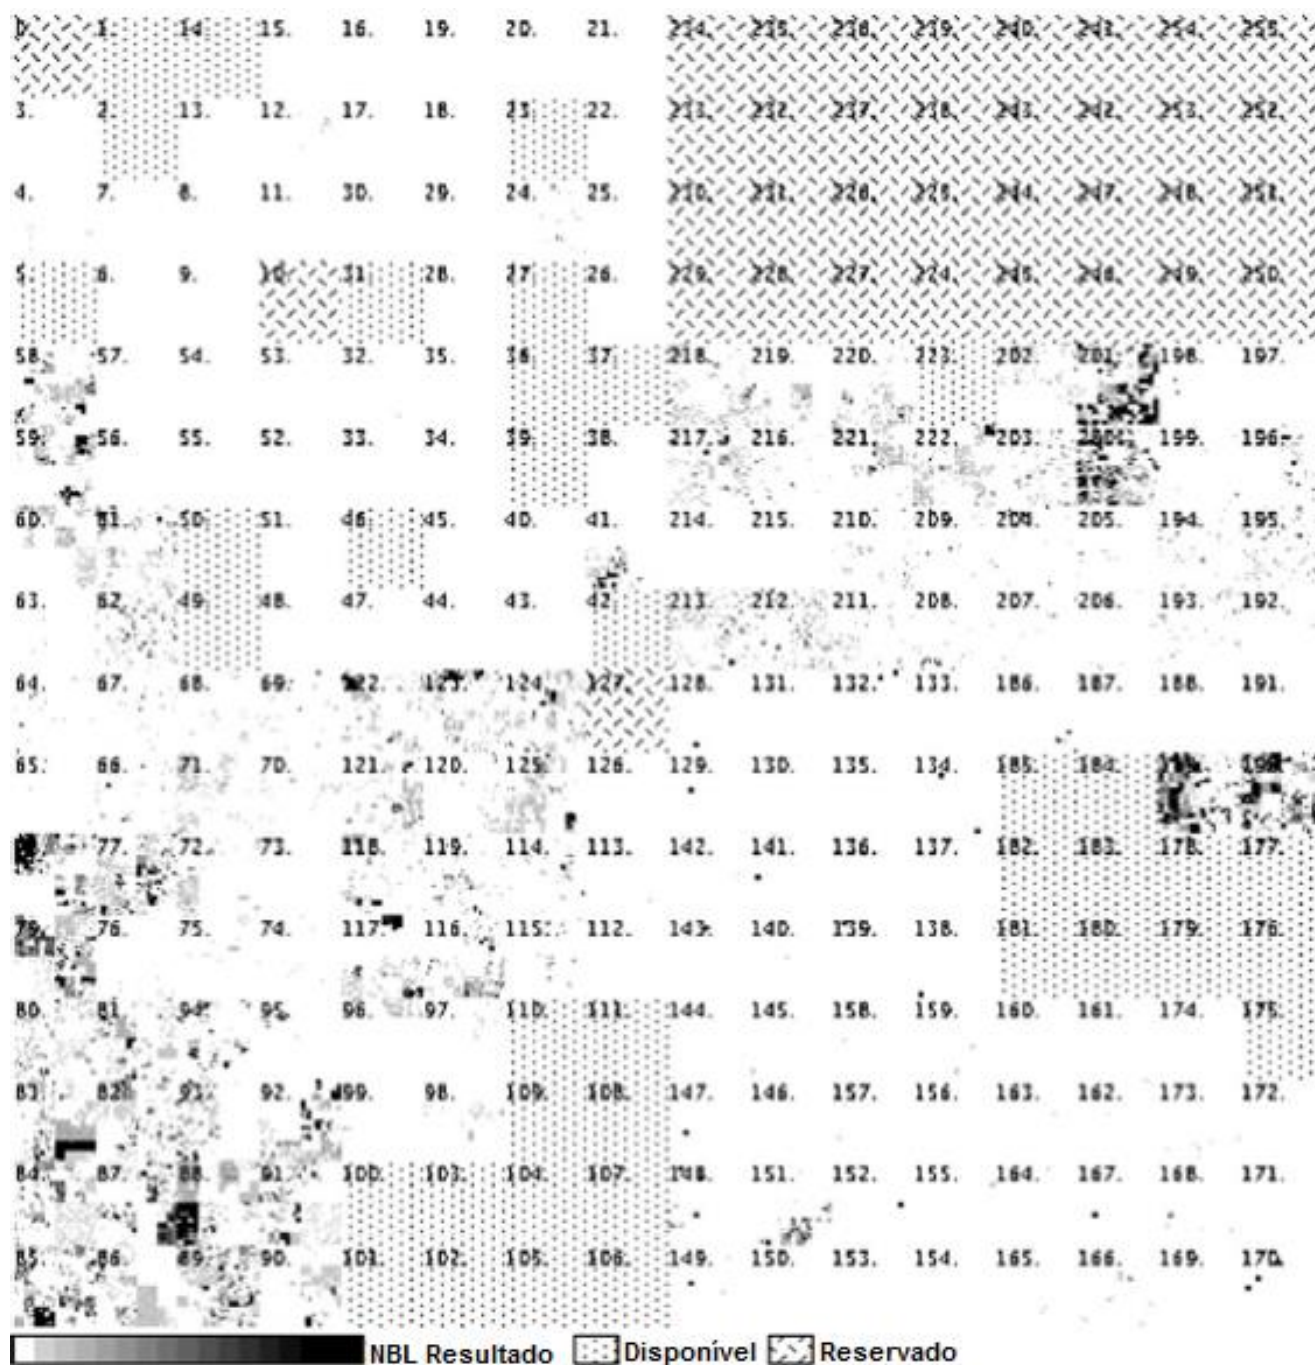 0. 1. 14. 15. 16. 19. 20. 21. 234. 235. 236. 239. 240. 241. 254. 255.
3. 2. 13. 12. 17. 18. 23. 22. 233. 232. 237. 238. 243. 242. 253. 252.
4. 7. 8. 11. 30. 29. 24. 25. 230. 231. 226. 225. 244. 247. 248. 251.
5. 6. 9. 10. 31. 28. 27. 26. 229. 228. 227. 224. 245. 246. 249. 250.
58. 57. 54. 53. 32. 35. 36. 37. 218. 219. 220. 223. 202. 201. 198. 197.
59. 56. 55. 52. 33. 34. 39. 38. 217. 216. 221. 222. 203. 200. 199. 196.
60. 61. 50. 51. 46. 45. 40. 41. 214. 215. 210. 209. 204. 205. 194. 195.
63. 62. 49. 48. 47. 44. 43. 42. 213. 212. 211. 208. 207. 206. 193. 192.
64. 67. 68. 69. 122. 123. 124. 127. 128. 131. 132. 133. 186. 187. 188. 191.
65. 66. 71. 70. 121. 120. 125. 126. 129. 130. 135. 134. 185. 184.
77. 72. 73. 118. 119. 114. 113. 142. 141. 136. 137. 182. 183. 178. 177.
79. 76. 75. 74. 117. 116. 115. 112. 143. 140. 139. 138. 181. 180. 179. 176.
80. 81. 94. 95. 96. 97. 110. 111. 144. 145. 158. 159. 160. 161. 174. 175.
83. 82. 93. 92. 99. 98. 109. 108. 147. 146. 157. 156. 163. 162. 173. 172.
84. 87. 88. 91. 100. 103. 104. 107. 148. 151. 152. 155. 164. 167. 168. 171.
85. 86. 89. 90. 101. 102. 105. 106. 149. 150. 153. 154. 165. 166. 169. 170.
NBL Resultado Disponível Reservado